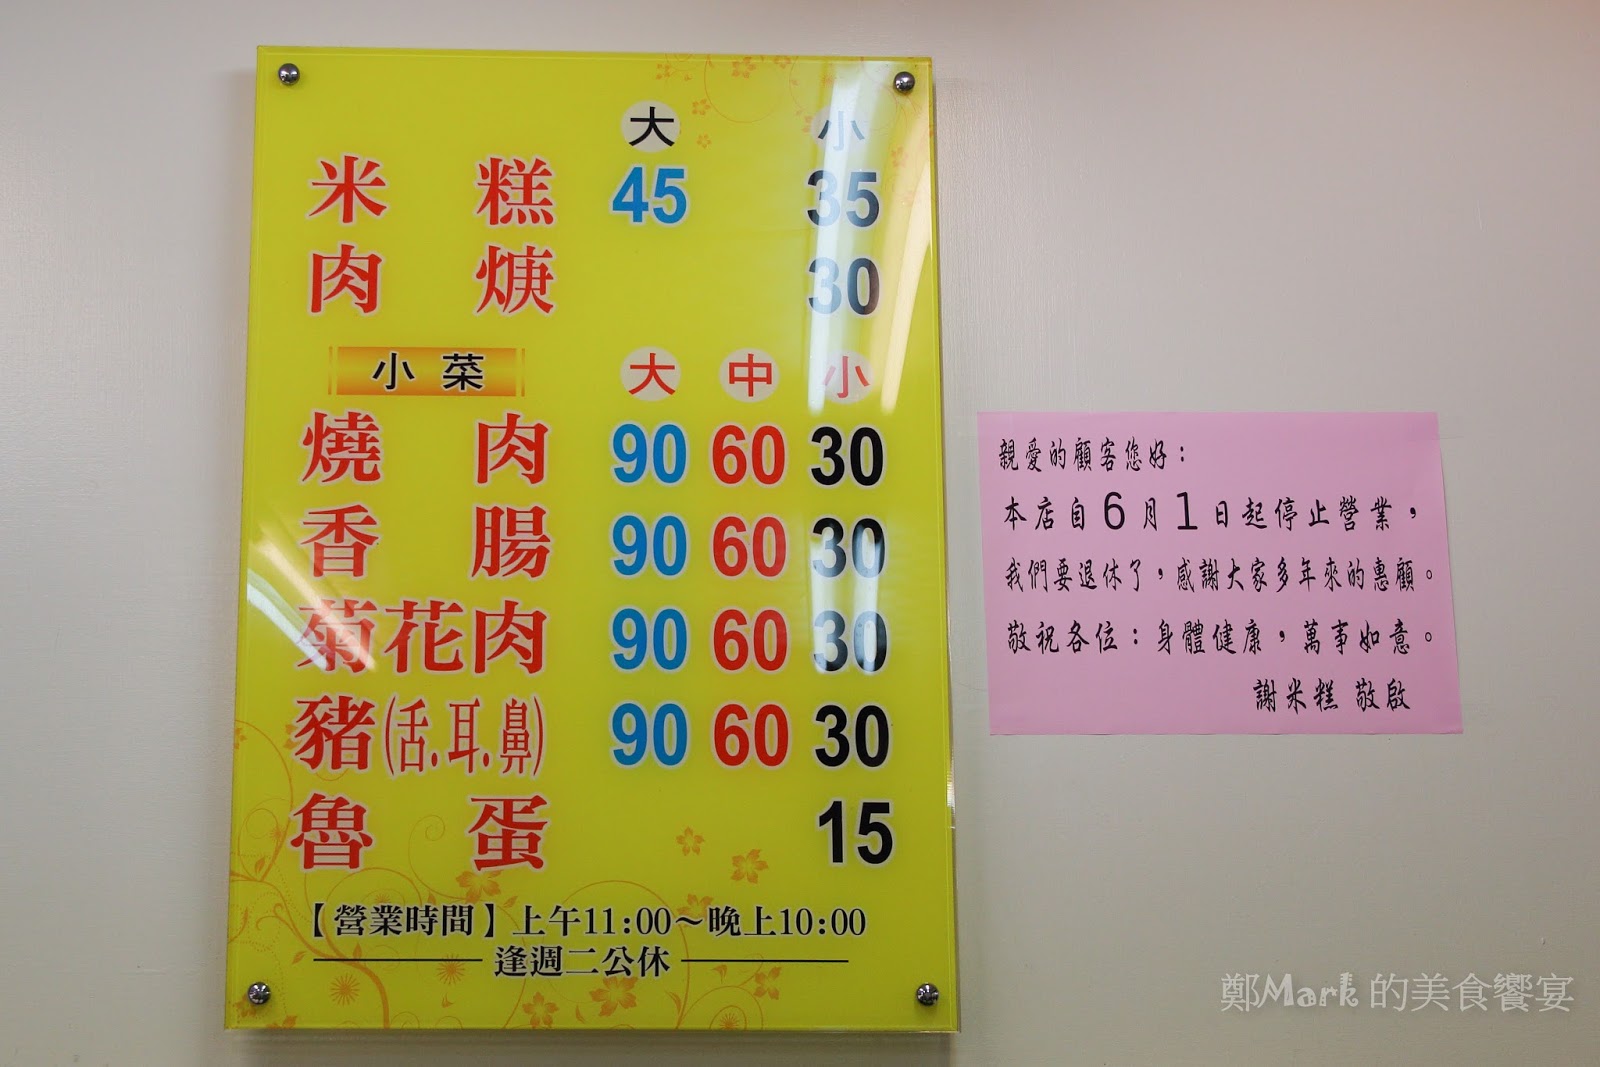 大 小
米糕 45 35
肉焿 30
小菜 大 中 小
燒肉 90 60 30
香腸 90 60 30
菊花肉 90 60 30
豬(舌.耳.鼻) 90 60 30
魯蛋 15
【營業時間】上午11:00~晚上10:00
逢週二公休
親愛的顧客您好：
本店自6月1日起停止營業，
我們要退休了，感謝大家多年來的惠顧。
敬祝各位：身體健康，萬事如意。
謝米糕 敬啟
鄭Mark的美食饗宴